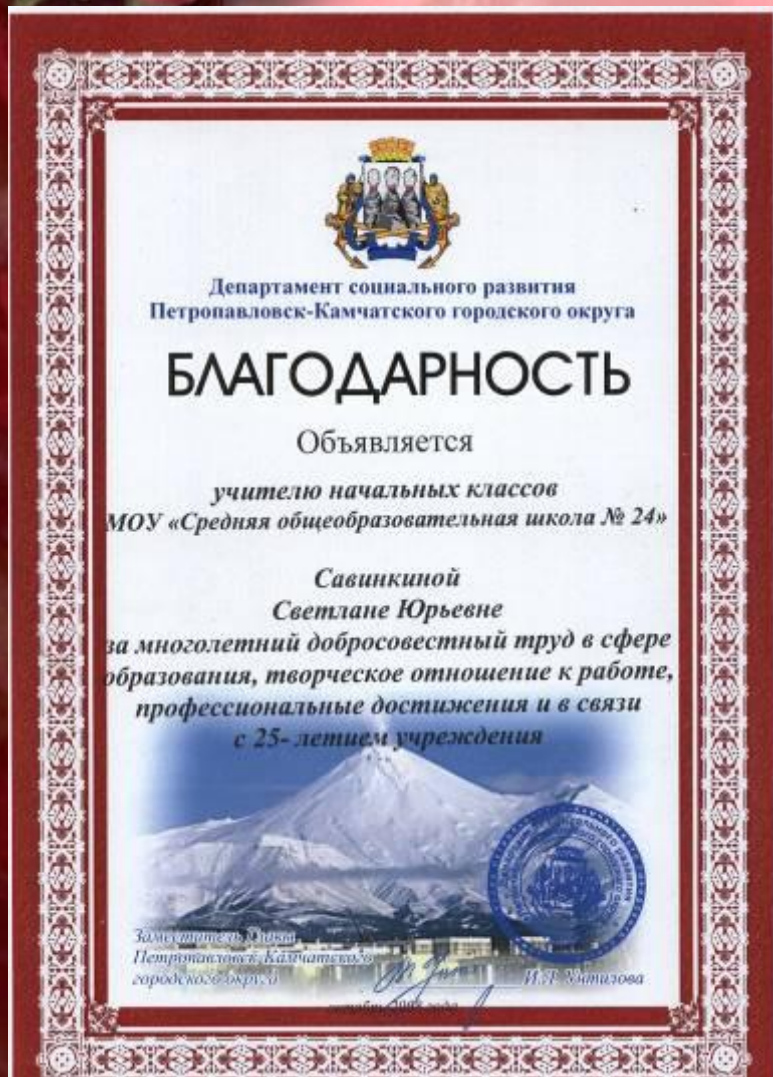 Департамент социального развития
Петропавловск-Камчатского городского округа
БЛАГОДАРНОСТЬ
Объявляется
учителю начальных классов
МОУ «Средняя общеобразовательная школа № 24»
Савинкиной
Светлане Юрьевне
за многолетний добросовестный труд в сфере
образования, творческое отношение к работе,
профессиональные достижения и в связи
с 25- летием учреждения
Заместитель Главы
Петропавловск-Камчатского
городского округа
И.Л.
октябрь
года